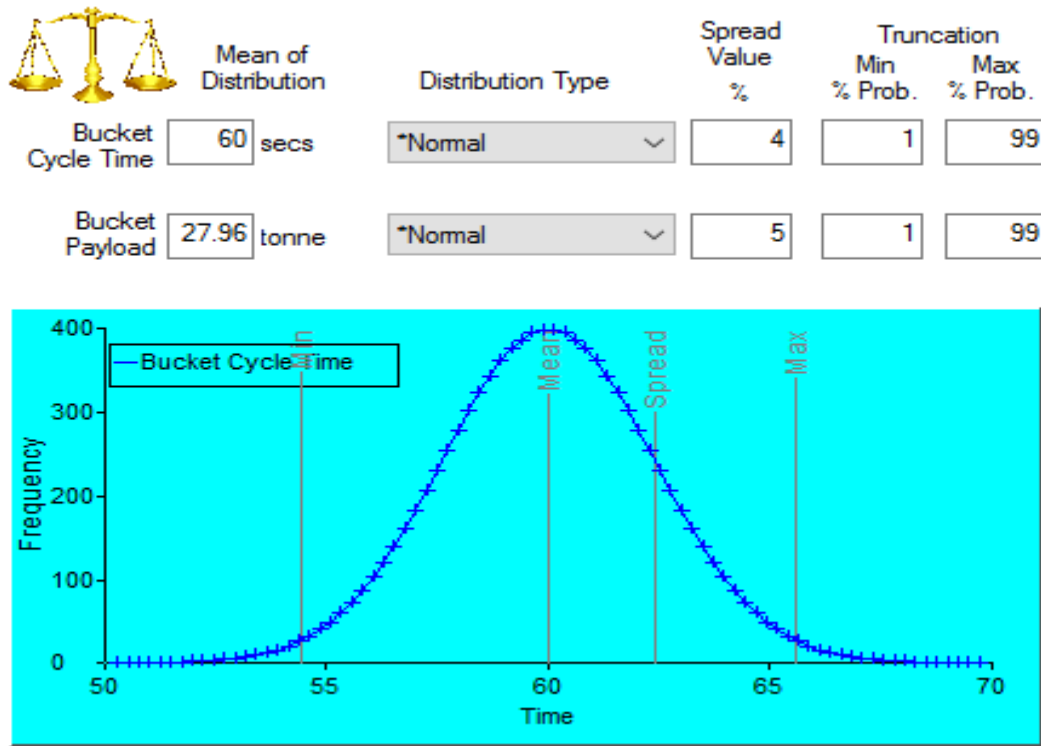 Mean of
Distribution
Distribution Type
Spread
Value
%
Truncation
Min
% Prob.
Max
% Prob.
Bucket
Cycle Time
60 secs
*Normal
4
1
99
Bucket
Payload
27.96 tonne
*Normal
5
1
99
400
300
200
100
0
Frequency
Bucket Cycle Time
Min
Mean
Spread
Max
50
55
60
65
70
Time